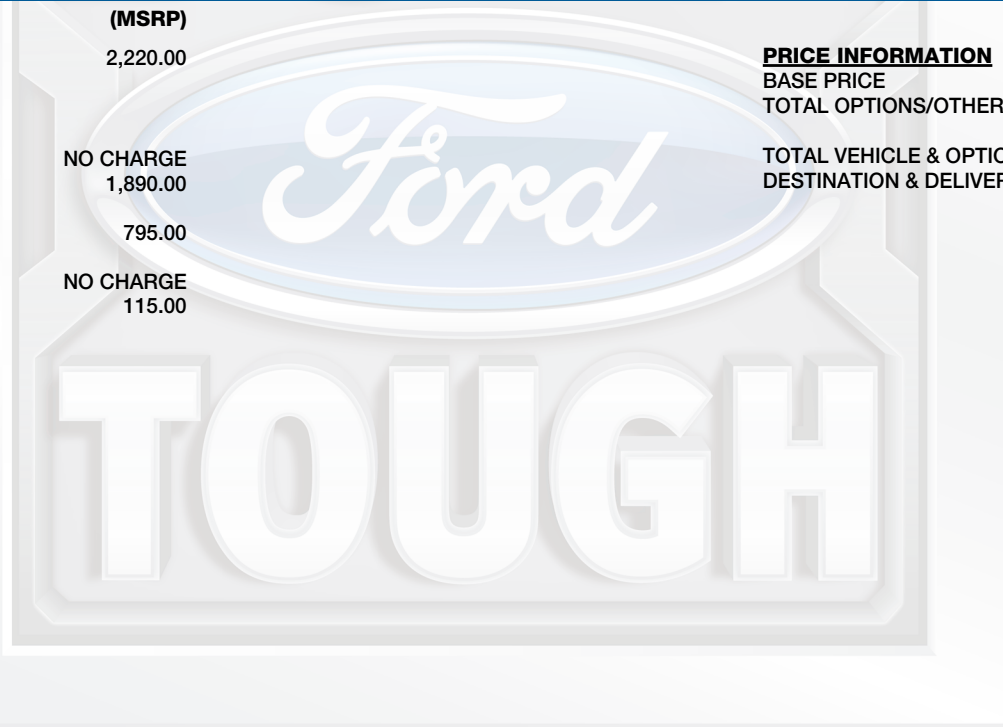 (MSRP)
2,220.00
NO CHARGE
1,890.00
795.00
NO CHARGE
115.00
PRICE INFORMATION
BASE PRICE
TOTAL OPTIONS/OTHER
TOTAL VEHICLE & OPTIO
DESTINATION & DELIVER
Ford
TOUGH